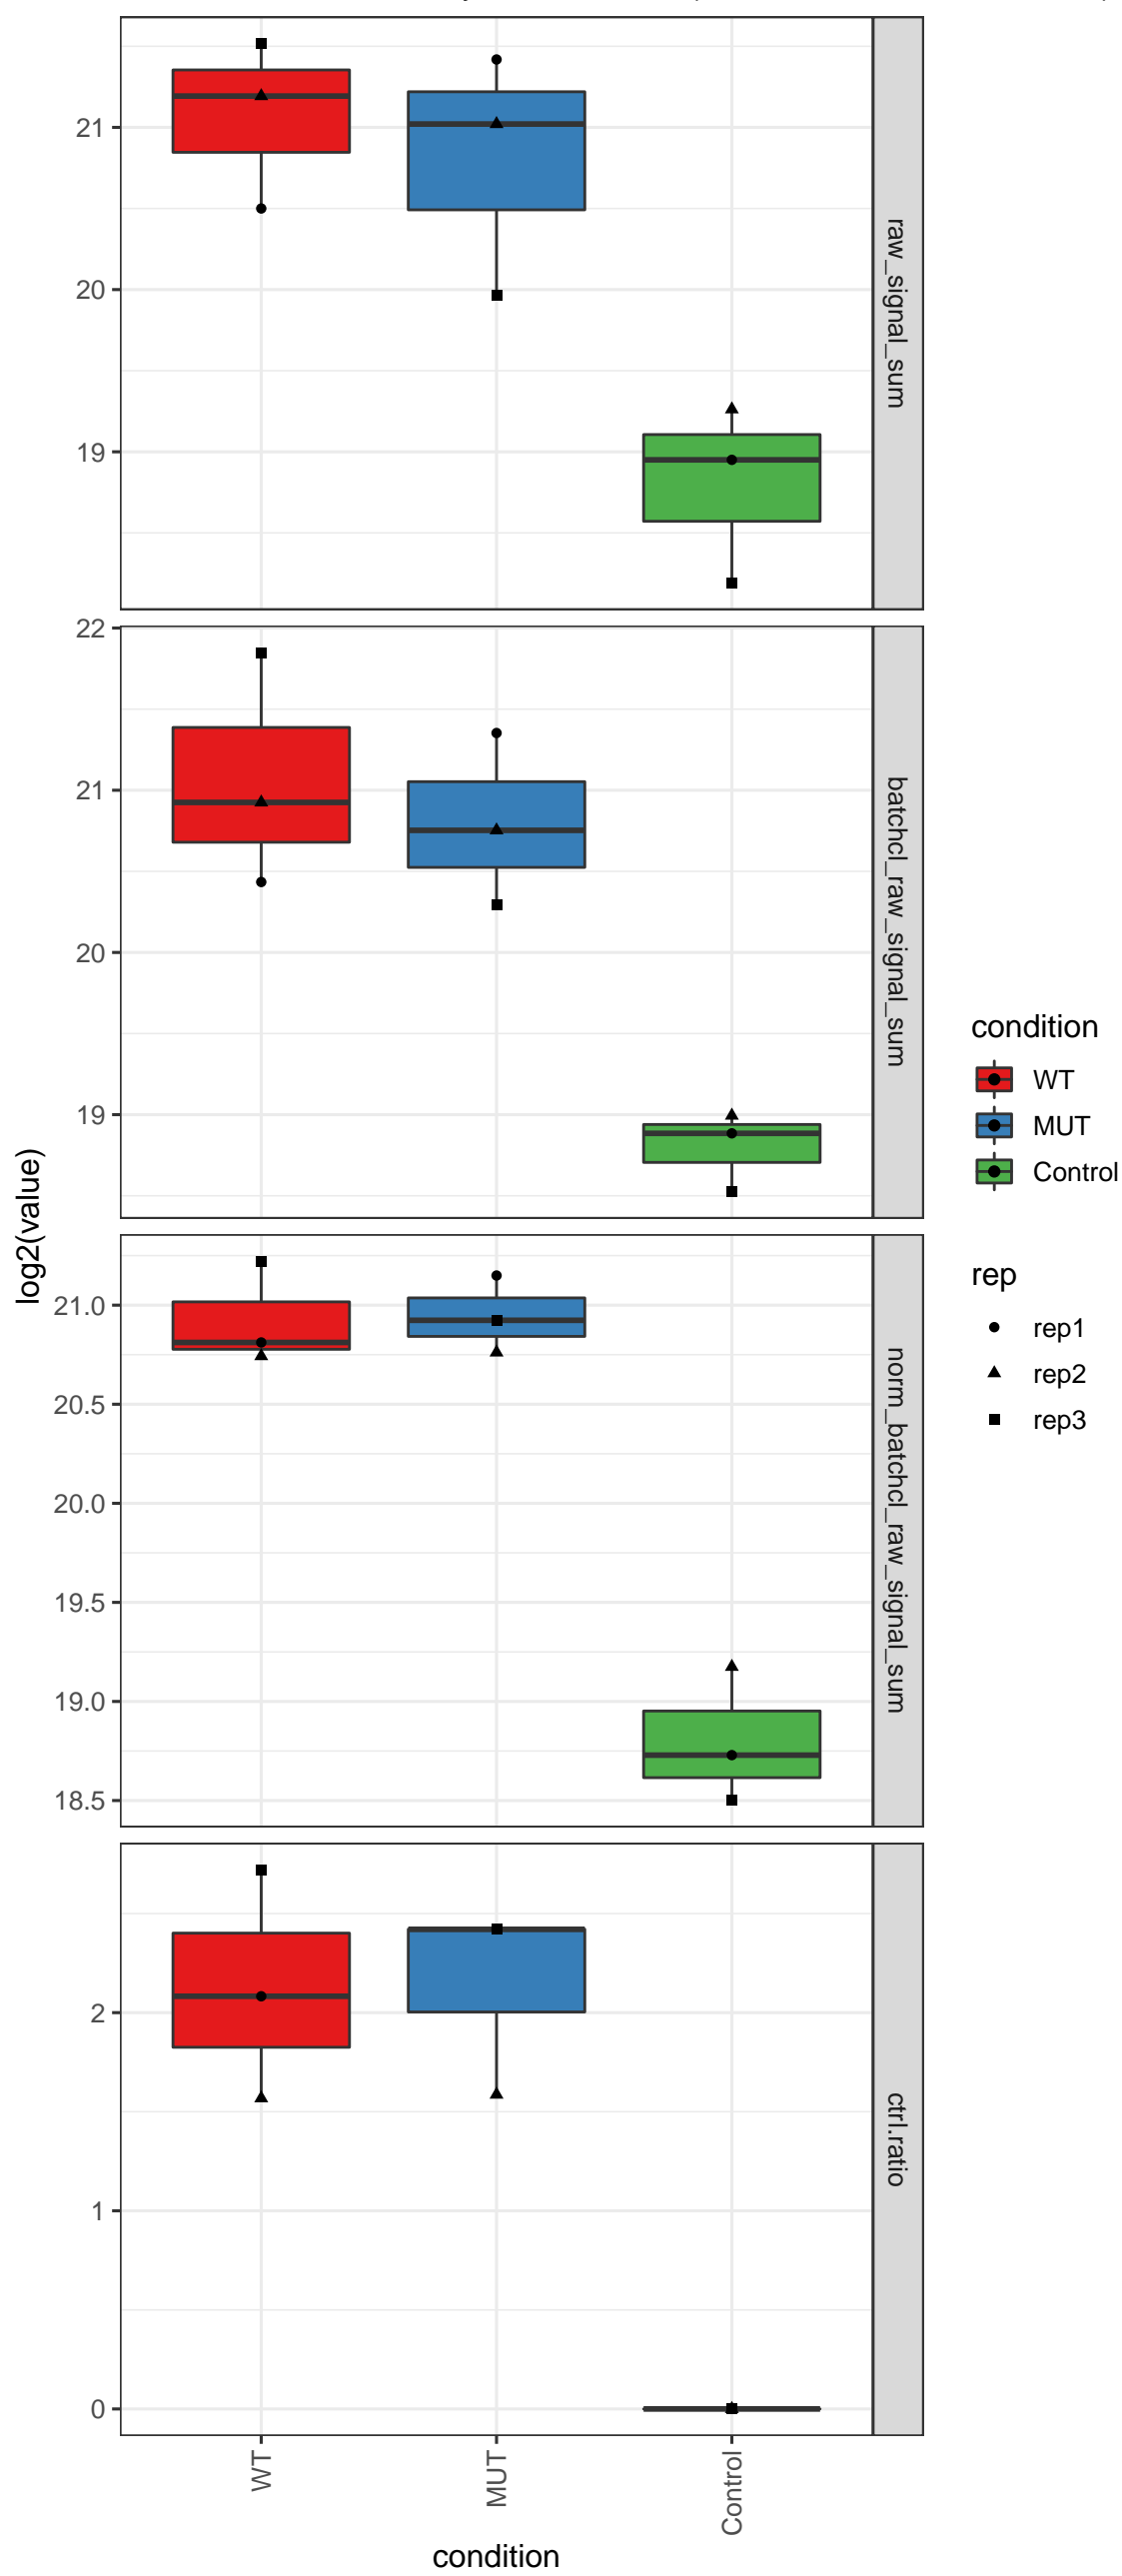 21
20
19
raw_signal_sum
22
21
20
19
batchcl_raw_signal_sum
21.0
20.5
20.0
19.5
19.0
18.5
norm_batchcl_raw_signal_sum
2
1
0
ctrl.ratio
WT
MUT
Control
condition
log2(value)
condition
WT
MUT
Control
rep
rep1
rep2
rep3